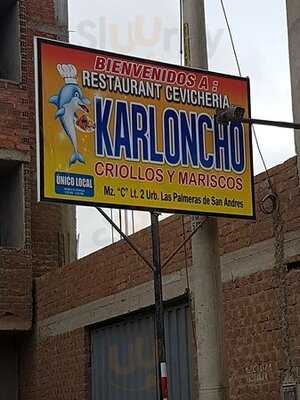 BIENVENIDOS A :
RESTAURANT CEVICHERIA
KARLONCHO
CRIOLLOS Y MARISCOS
ÚNICO LOCAL
Mz. "C" Lt. 2 Urb. Las Palmeras de San Andres